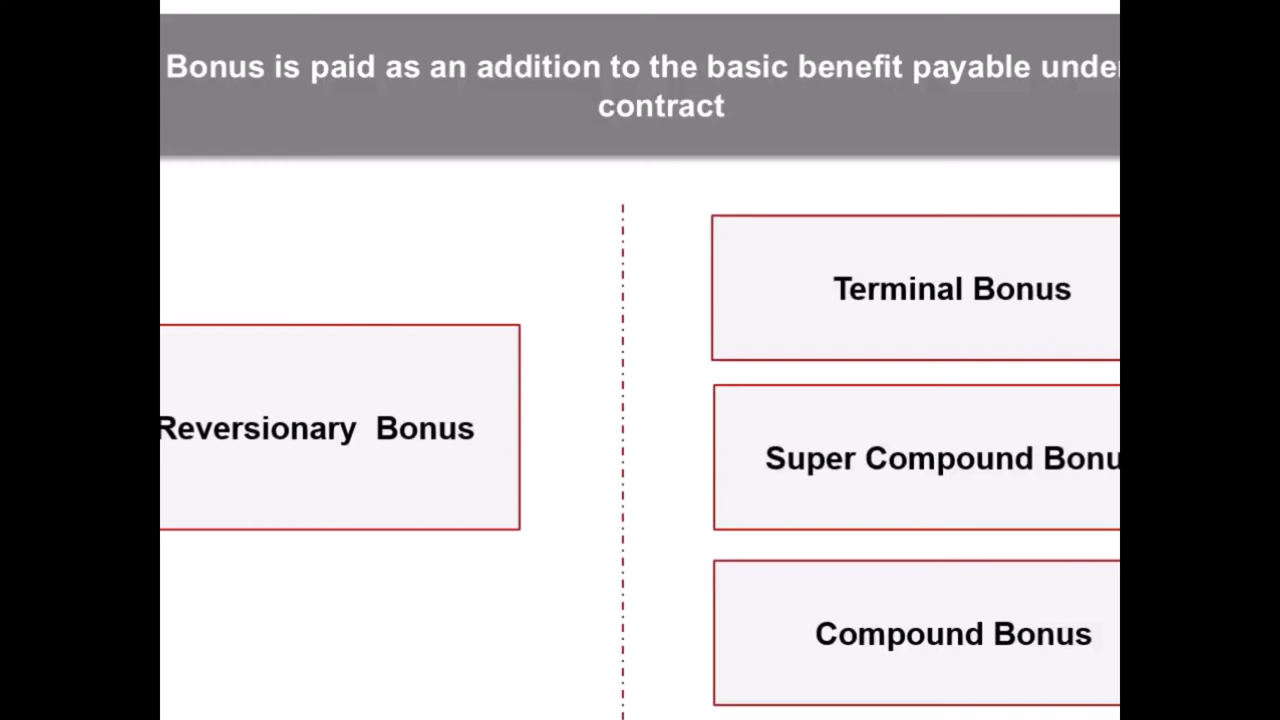 Bonus is paid as an addition to the basic benefit payable unde
contract
Terminal Bonus
Reversionary Bonus
Super Compound Bonu
Compound Bonus